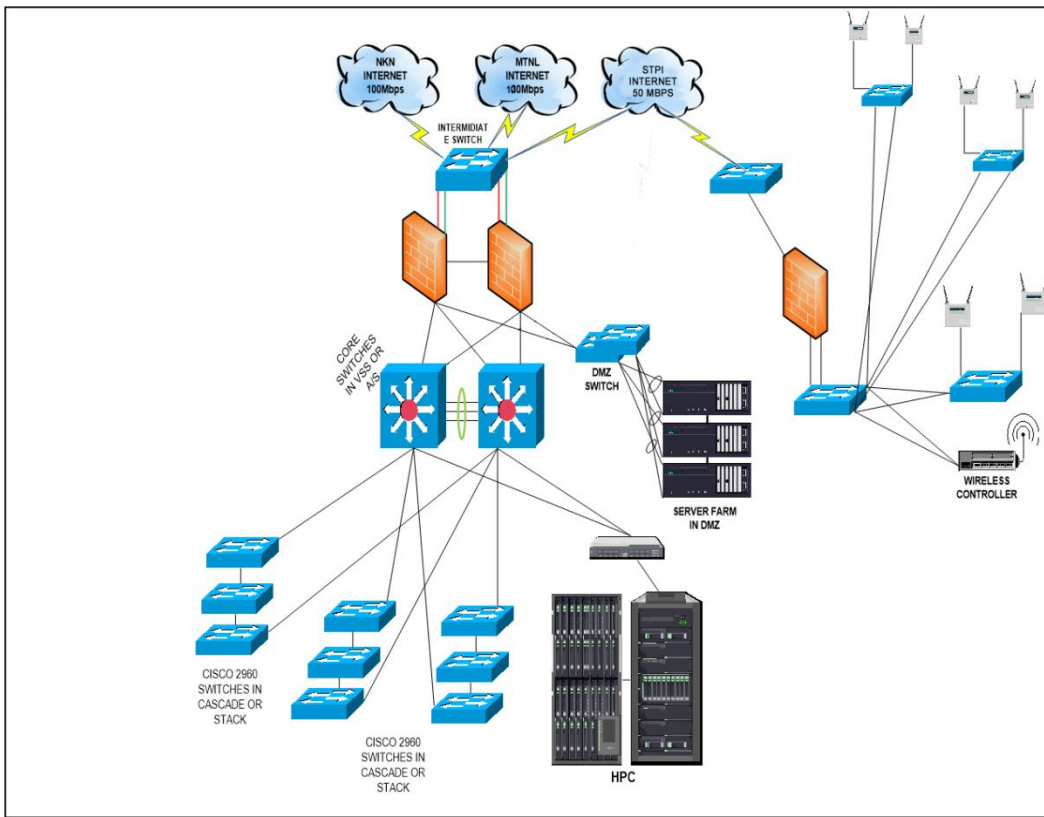 NKN
INTERNET
100Mbps
MTNL
INTERNET
100Mbps
STPI
INTERNET
50 MBPS
INTERMIDIAT
E SWITCH
CORE
SWITCHES
IN VSS OR
A/S
DMZ
SWITCH
SERVER FARM
IN DMZ
WIRELESS
CONTROLLER
CISCO 2960
SWITCHES IN
CASCADE OR
STACK
CISCO 2960
SWITCHES IN
CASCADE OR
STACK
HPC